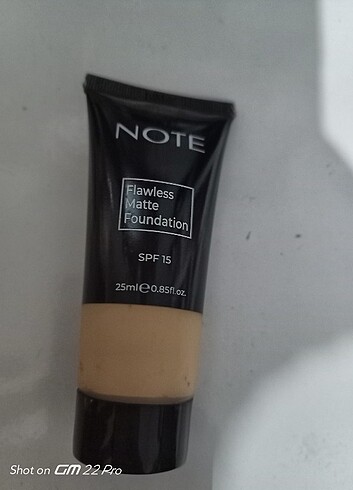 NOTE
Flawless
Matte
Foundation
SPF 15
25ml℮0.85fl.oz.
Shot on GM 22 Pro